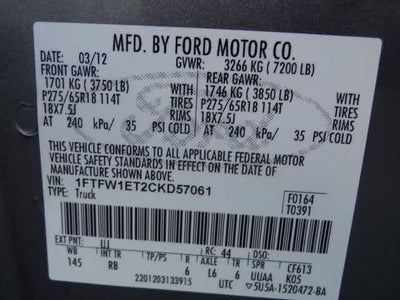 MFD. BY FORD MOTOR CO.
DATE: 03/12 GVWR: 3266 KG ( 7200 LB)
FRONT GAWR: REAR GAWR:
1701 KG ( 3750 LB) WITH 1746 KG ( 3850 LB) WITH
P275/65R18 114T TIRES P275/65R18 114T TIRES
18X7.5J RIMS 18X7.5J RIMS
AT 240 kPa/ 35 PSI COLD AT 240 kPa/ 35 PSI COLD
THIS VEHICLE CONFORMS TO ALL APPLICABLE FEDERAL MOTOR
VEHICLE SAFETY STANDARDS IN EFFECT ON THE DATE OF
MANUFACTURE SHOWN ABOVE.
VIN: 1FTFW1ET2CKD57061 F0164
TYPE: Truck T0391
EXT PNT: UJ RC: 44 DSO:
WB INT TR TP/PS R AXLE TR SPR CF613
145 RB 6 L6 6 UUAA K05
2201203133915 UTC 5U5A-1520472-BA